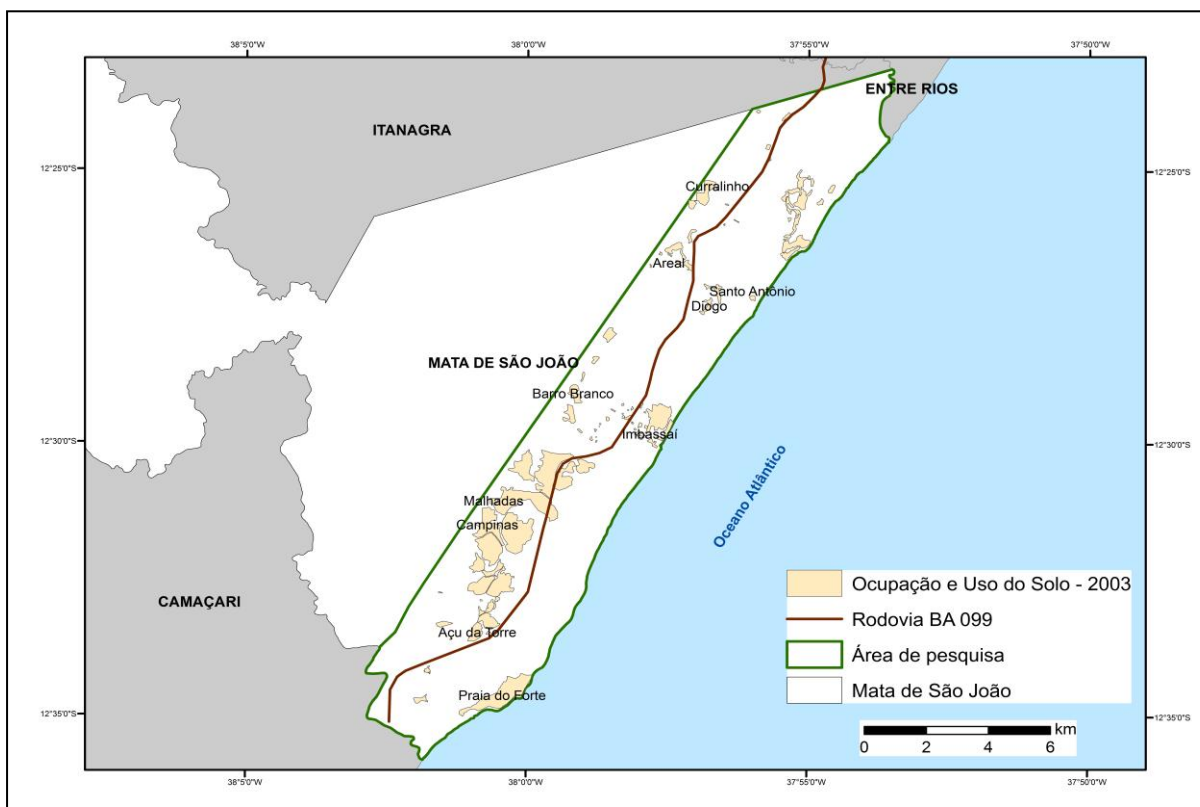 38°5'0"W
38°0'0"W
37°55'0"W
37°50'0"W
ENTRE RIOS
ITANAGRA
12°25'0"S
12°25'0"S
Curralinho
Areal
Santo Antônio
Diogo
MATA DE SÃO JOÃO
Barro Branco
Imbassaí
12°30'0"S
12°30'0"S
Oceano Atlântico
Malhadas
Campinas
CAMAÇARI
Açu da Torre
Praia do Forte
12°35'0"S
12°35'0"S
Ocupação e Uso do Solo - 2003
Rodovia BA 099
Área de pesquisa
Mata de São João
km
0 2 4 6
38°5'0"W
38°0'0"W
37°55'0"W
37°50'0"W